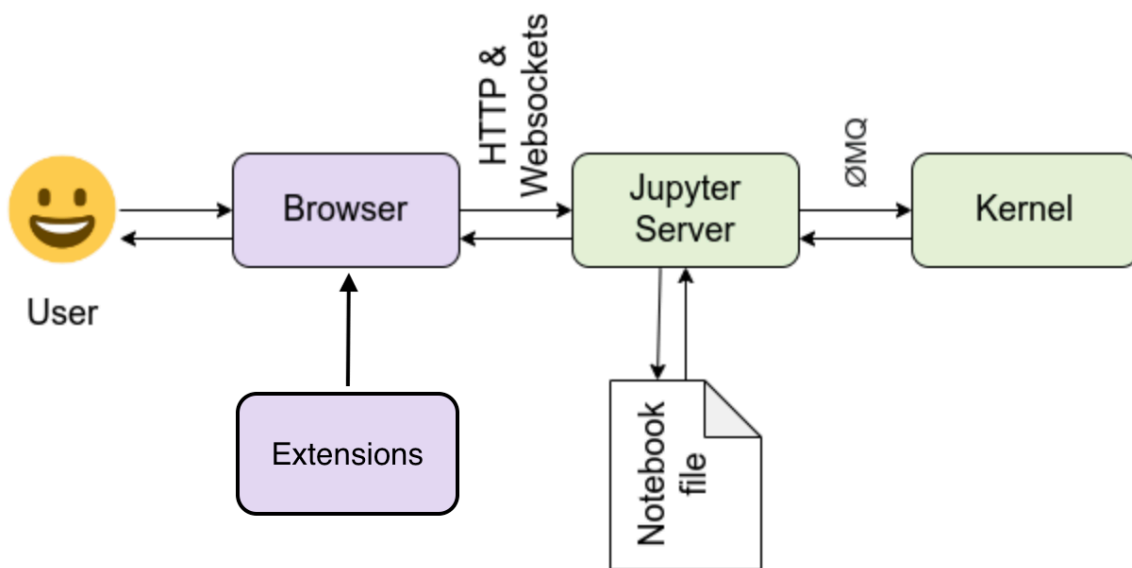 HTTP &
Websockets
ØMQ
Browser
Jupyter
Server
Kernel
User
Extensions
Notebook
file